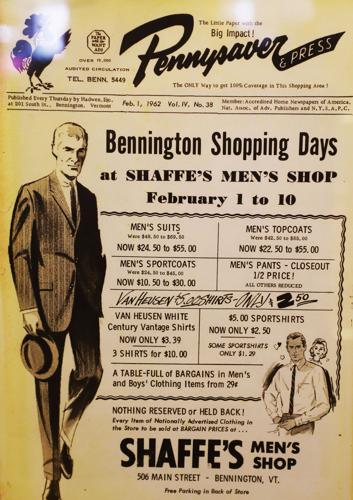 The Little Paper with the
Big Impact!
THE
PAPER
WITH THE
WANT
ADS
Pennysaver
& PRESS
OVER 15,000
AUDITED CIRCULATION
TEL. BENN. 5449
The ONLY Way to get 100% Coverage in This Shopping Area!
Published Every Thursday by Hadwen, Inc.
at 201 South St., Bennington, Vermont
Feb. 1, 1962 Vol. IV, No. 38
Member: Accredited Home Newspapers of America,
Nat. Assoc. of Adv. Publishers and N.Y.S.A.P.C.
Bennington Shopping Days
at SHAFFE'S MEN'S SHOP
February 1 to 10
MEN'S SUITS
Were $49.50 to $69.50
NOW $24.50 to $55.00
MEN'S TOPCOATS
Were $42.50 to $65.00
NOW $22.50 to $55.00
MEN'S SPORTCOATS
Were $24.50 to $45.00
NOW $10.50 to $30.00
MEN'S PANTS - CLOSEOUT
1/2 PRICE!
ALL OTHERS REDUCED
VAN HEUSEN $5.00 SHIRTS - ONLY $2.50
VAN HEUSEN WHITE
Century Vantage Shirts
NOW ONLY $3.39
3 SHIRTS for $10.00
$5.00 SPORTSHIRTS
NOW ONLY $2.50
SOME SPORTSHIRTS
ONLY $1.29
A TABLE-FULL of BARGAINS in Men's
and Boys' Clothing Items from 29¢
NOTHING RESERVED or HELD BACK!
Every Item of Nationally Advertised Clothing in
the Store to be sold at BARGAIN PRICES at ...
SHAFFE'S MEN'S
SHOP
506 MAIN STREET - BENNINGTON, VT.
Free Parking in Back of Store